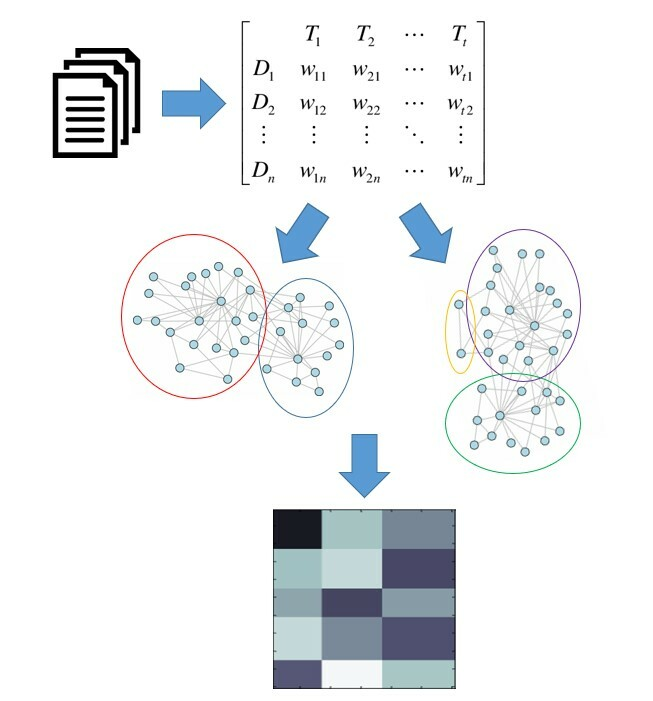 T₁ T₂ ⋯ Tₜ
D₁ w₁₁ w₂₁ ⋯ wₜ₁
D₂ w₁₂ w₂₂ ⋯ wₜ₂
⋮ ⋮ ⋮ ⋱ ⋮
Dₙ w₁ₙ w₂ₙ ⋯ wₜₙ